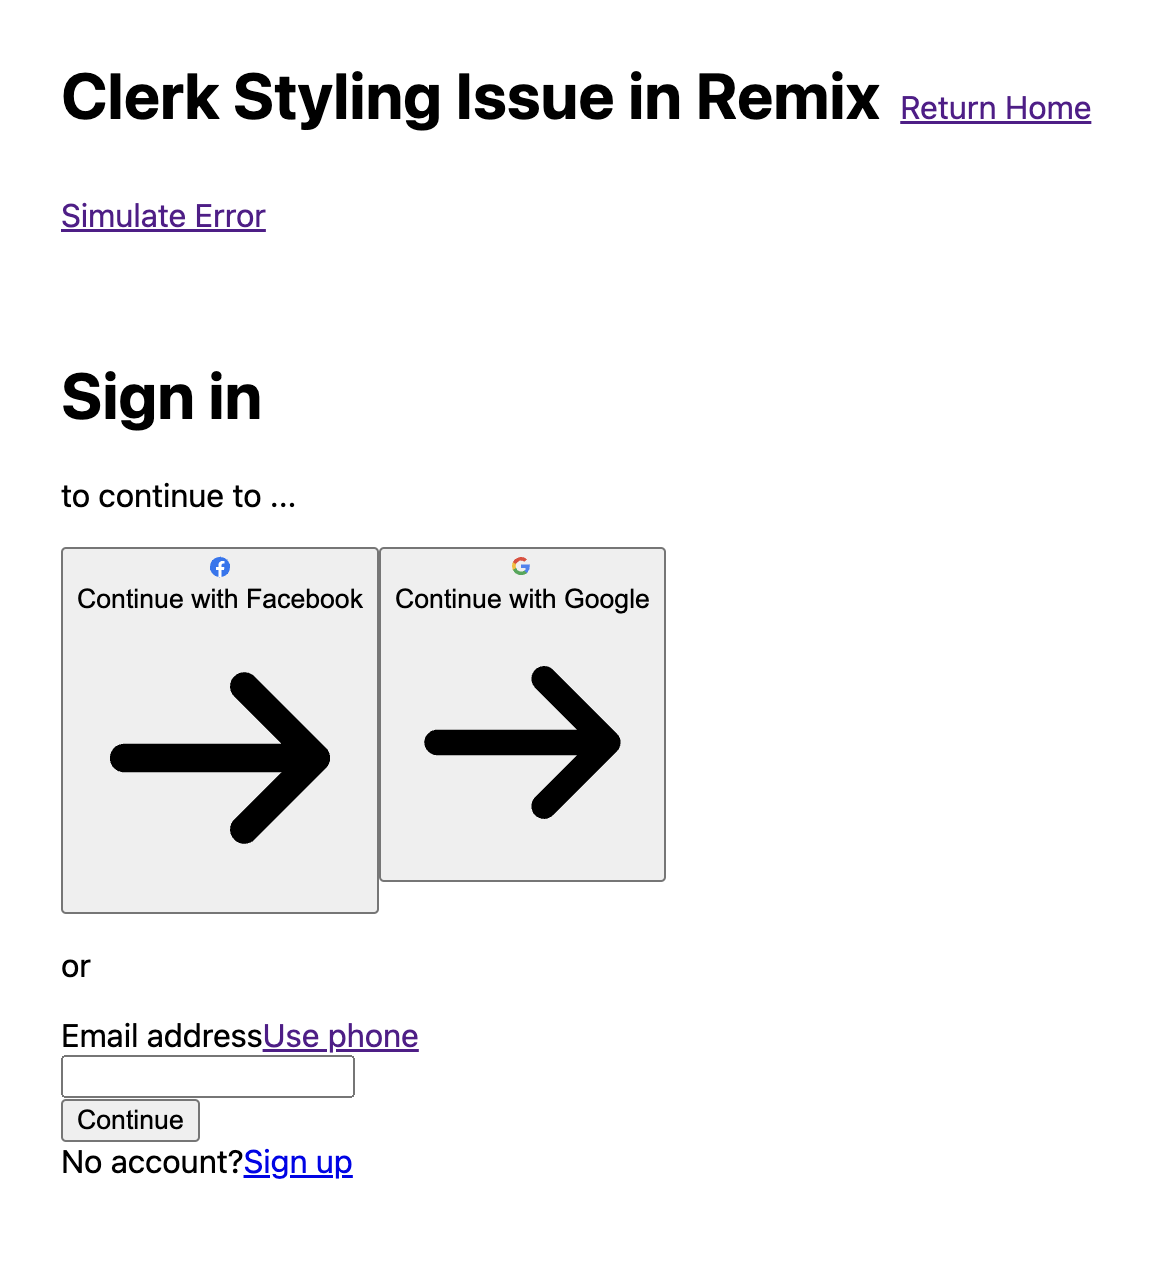 Clerk Styling Issue in Remix Return Home
Simulate Error
Sign in
to continue to ...
Continue with Facebook
Continue with Google
or
Email addressUse phone
Continue
No account?Sign up